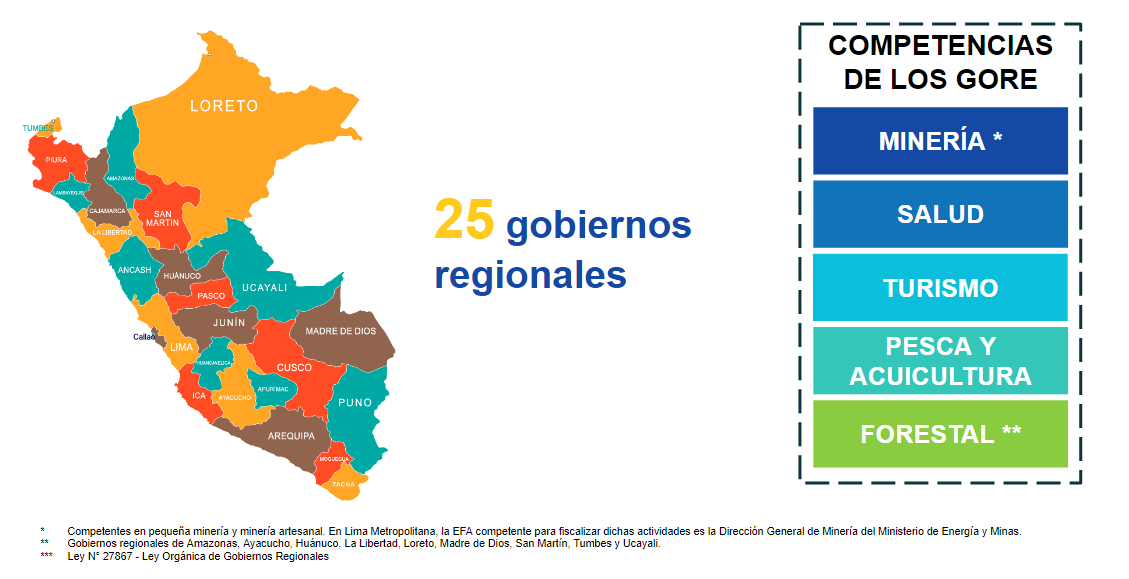 LORETO
TUMBES
PIURA
AMAZONAS
LAMBAYEQUE
CAJAMARCA
SAN
MARTIN
LA LIBERTAD
ANCASH
HUÁNUCO
UCAYALI
PASCO
JUNÍN
MADRE DE DIOS
Callao
LIMA
HUANCAVELICA
CUSCO
ICA
AYACUCHO
APURÍMAC
PUNO
AREQUIPA
MOQUEGUA
TACNA
25 gobiernos
regionales
COMPETENCIAS
DE LOS GORE
MINERÍA *
SALUD
TURISMO
PESCA Y
ACUICULTURA
FORESTAL **
* Competentes en pequeña minería y minería artesanal. En Lima Metropolitana, la EFA competente para fiscalizar dichas actividades es la Dirección General de Minería del Ministerio de Energía y Minas.
** Gobiernos regionales de Amazonas, Ayacucho, Huánuco, La Libertad, Loreto, Madre de Dios, San Martín, Tumbes y Ucayali.
*** Ley N° 27867 - Ley Orgánica de Gobiernos Regionales